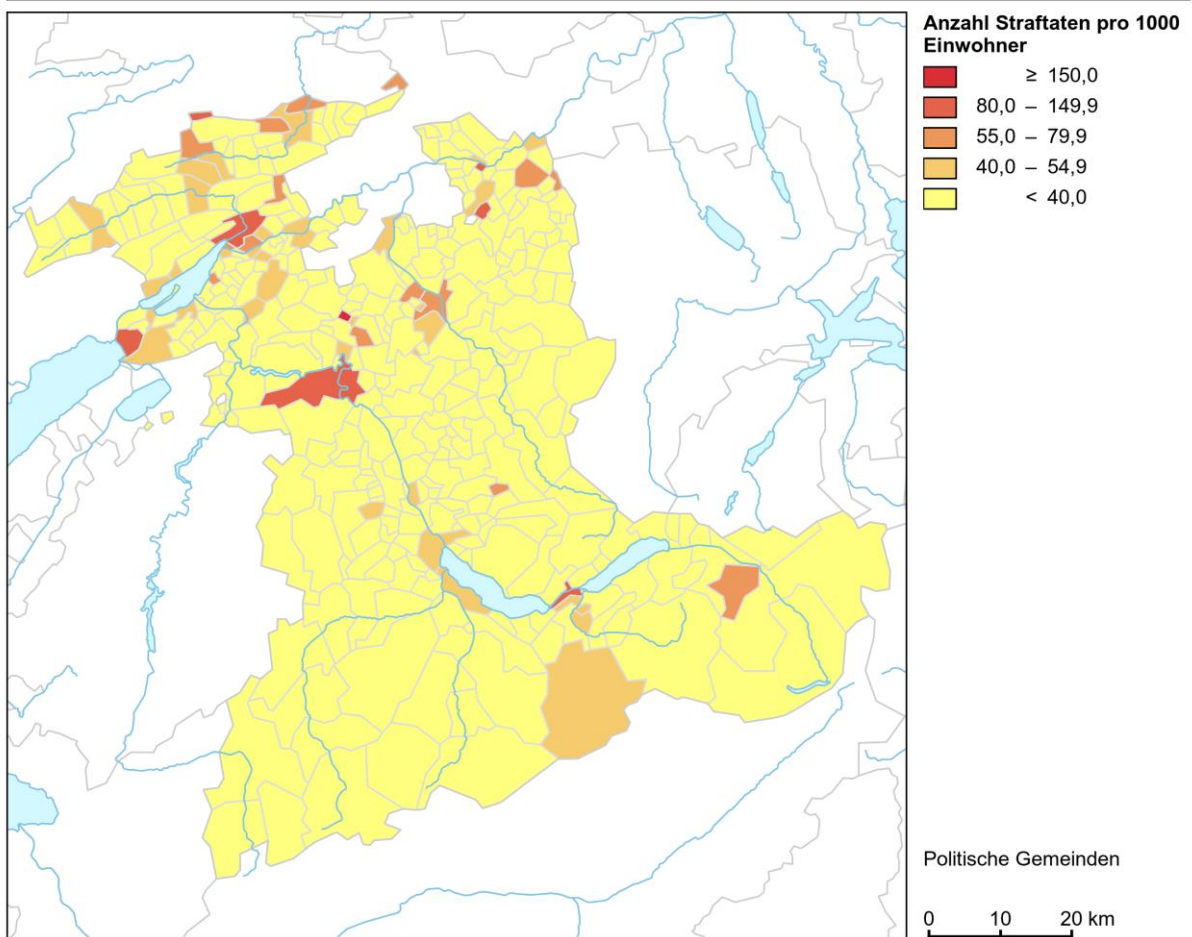 Anzahl Straftaten pro 1000
Einwohner
≥ 150,0
80,0 – 149,9
55,0 – 79,9
40,0 – 54,9
< 40,0
Politische Gemeinden
0 10 20 km